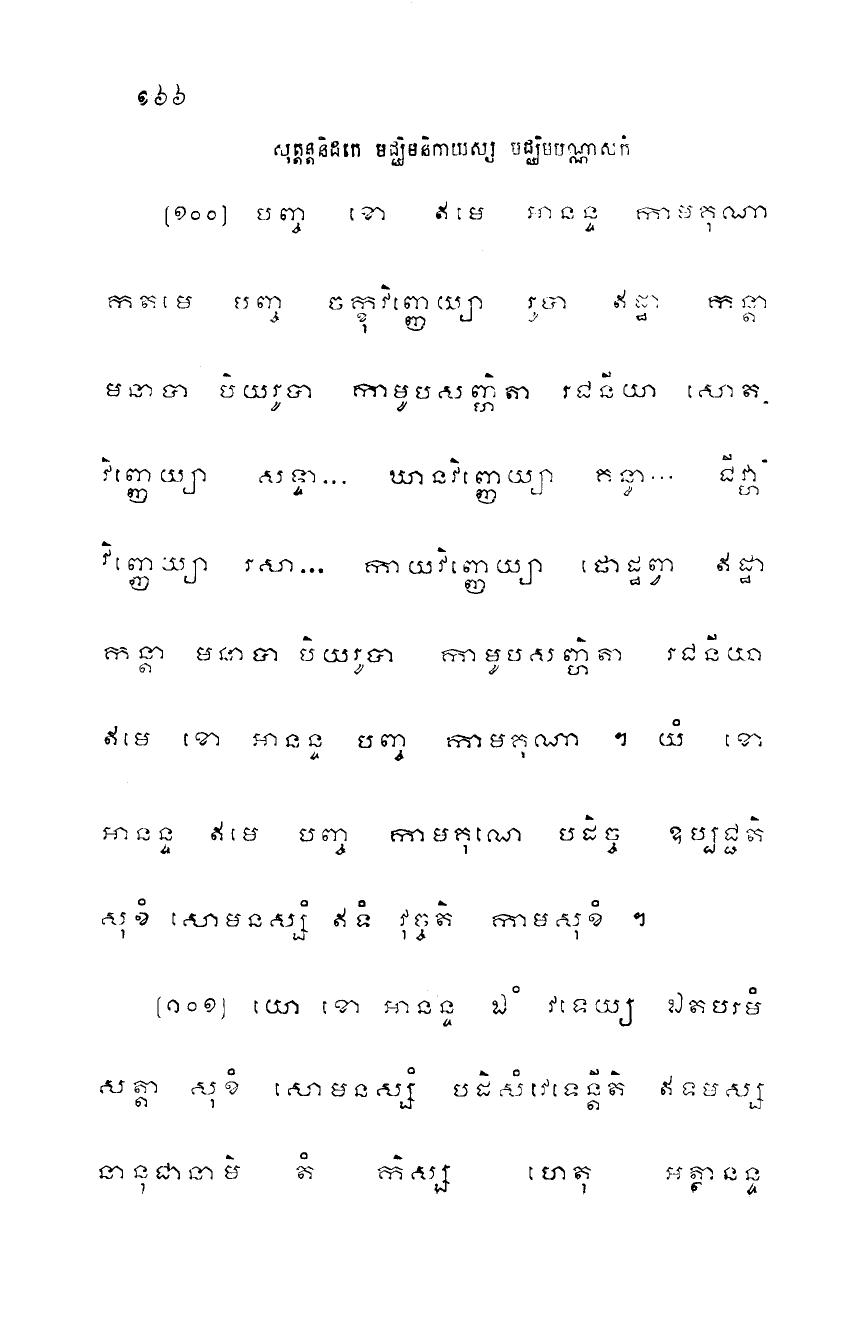 ១៦៦
សុត្តន្តបិដកេ មជ្ឈិមនិកាយស្ស មជ្ឈិមបណ្ណាសកំ
[១០០] បញ្ច ខោ ឥមេ អានន្ទ កាមគុណា
កតមេ បញ្ច ចក្ខុវិញ្ញេយ្យា រូបា ឥដ្ឋា កន្តា
មនាបា បិយរូបា កាមូបសញ្ហិតា រជនីយា សោត
វិញ្ញេយ្យា សទ្ទា... ឃានវិញ្ញេយ្យា គន្ធា... ជិវ្ហា
វិញ្ញេយ្យា រសា... កាយវិញ្ញេយ្យា ផោដ្ឋព្វា ឥដ្ឋា
កន្តា មនាបា បិយរូបា កាមូបសញ្ហិតា រជនីយា
ឥមេ ខោ អានន្ទ បញ្ច កាមគុណា ។ យំ ខោ
អានន្ទ ឥមេ បញ្ច កាមគុណេ បដិច្ច ឧប្បជ្ជតិ
សុខំ សោមនស្សំ ឥទំ វុច្ចតិ កាមសុខំ ។
[១០១] យោ ខោ អានន្ទ ឯវំ វទេយ្យ ឯតបរមំ
សត្តា សុខំ សោមនស្សំ បដិសំវេទេន្តីតិ ឥទមស្ស
នានុជានាមិ តំ កិស្ស ហេតុ អត្ថានន្ទ